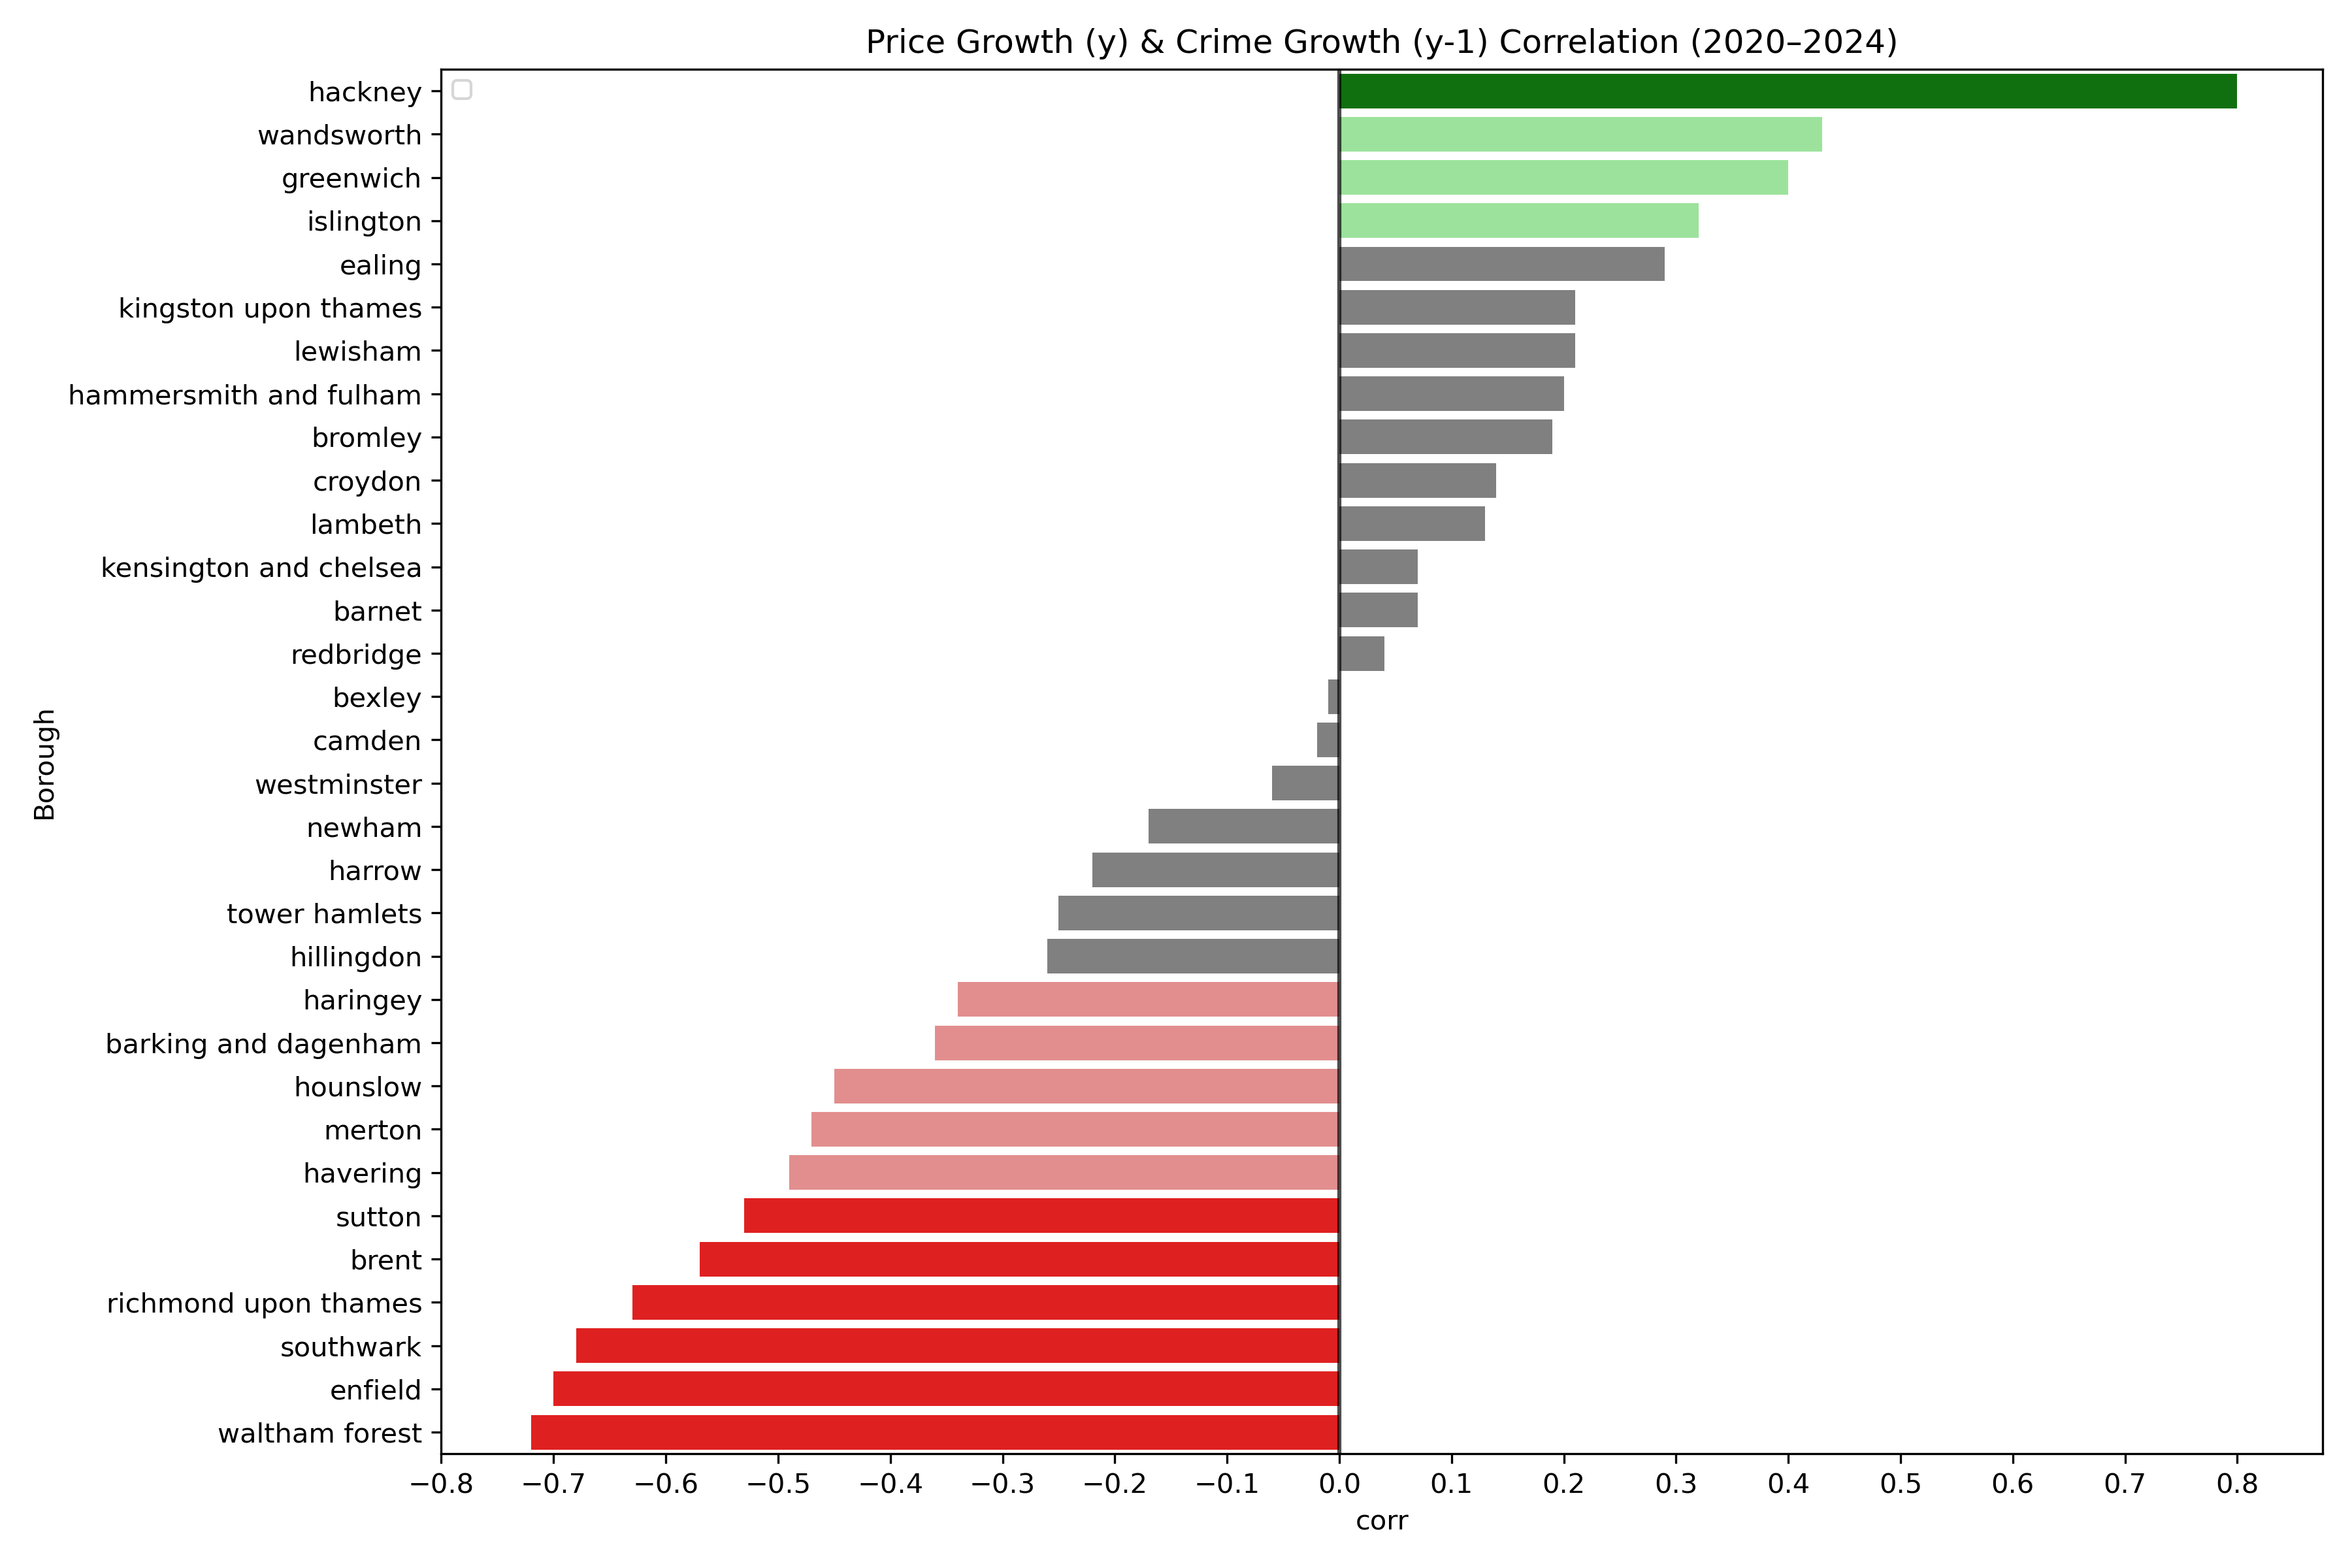 Price Growth (y) & Crime Growth (y-1) Correlation (2020–2024)
hackney
wandsworth
greenwich
islington
ealing
kingston upon thames
lewisham
hammersmith and fulham
bromley
croydon
lambeth
kensington and chelsea
barnet
redbridge
bexley
camden
westminster
newham
harrow
tower hamlets
hillingdon
haringey
barking and dagenham
hounslow
merton
havering
sutton
brent
richmond upon thames
southwark
enfield
waltham forest
Borough
−0.8 −0.7 −0.6 −0.5 −0.4 −0.3 −0.2 −0.1 0.0 0.1 0.2 0.3 0.4 0.5 0.6 0.7 0.8
corr